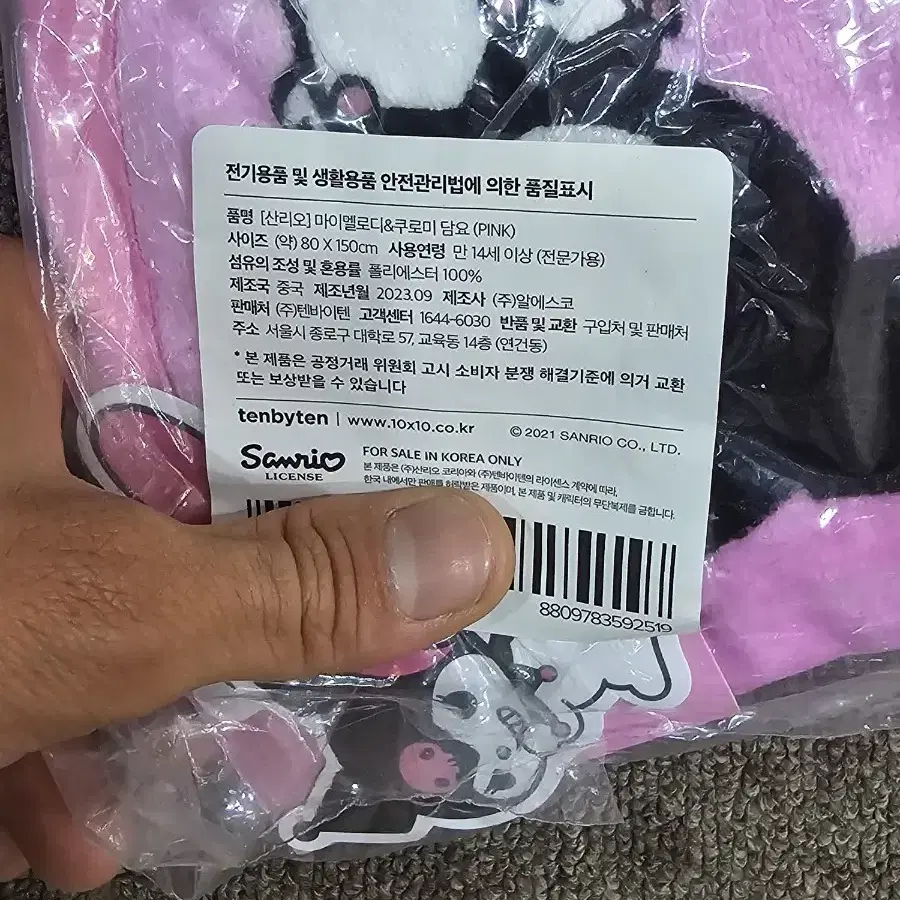 전기용품 및 생활용품 안전관리법에 의한 품질표시
품명 [산리오] 마이멜로디&쿠로미 담요 (PINK)
사이즈 (약) 80 X 150cm 사용연령 만 14세 이상 (전문가용)
섬유의 조성 및 혼용률 폴리에스터 100%
제조국 중국 제조년월 2023.09 제조사 (주)알에스코
판매처 (주)텐바이텐 고객센터 1644-6030 반품 및 교환 구입처 및 판매처
주소 서울시 종로구 대학로 57, 교육동 14층 (연건동)
* 본 제품은 공정거래 위원회 고시 소비자 분쟁 해결기준에 의거 교환
또는 보상받을 수 있습니다
tenbyten | www.10x10.co.kr © 2021 SANRIO CO., LTD.
Sanrio
LICENSE
FOR SALE IN KOREA ONLY
본 제품은 (주)산리오 코리아와 (주)텐바이텐의 라이센스 계약에 따라,
한국 내에서만 판매를 허락받은 제품이며, 본 제품 및 캐릭터의 무단복제를 금합니다.
8809783592519